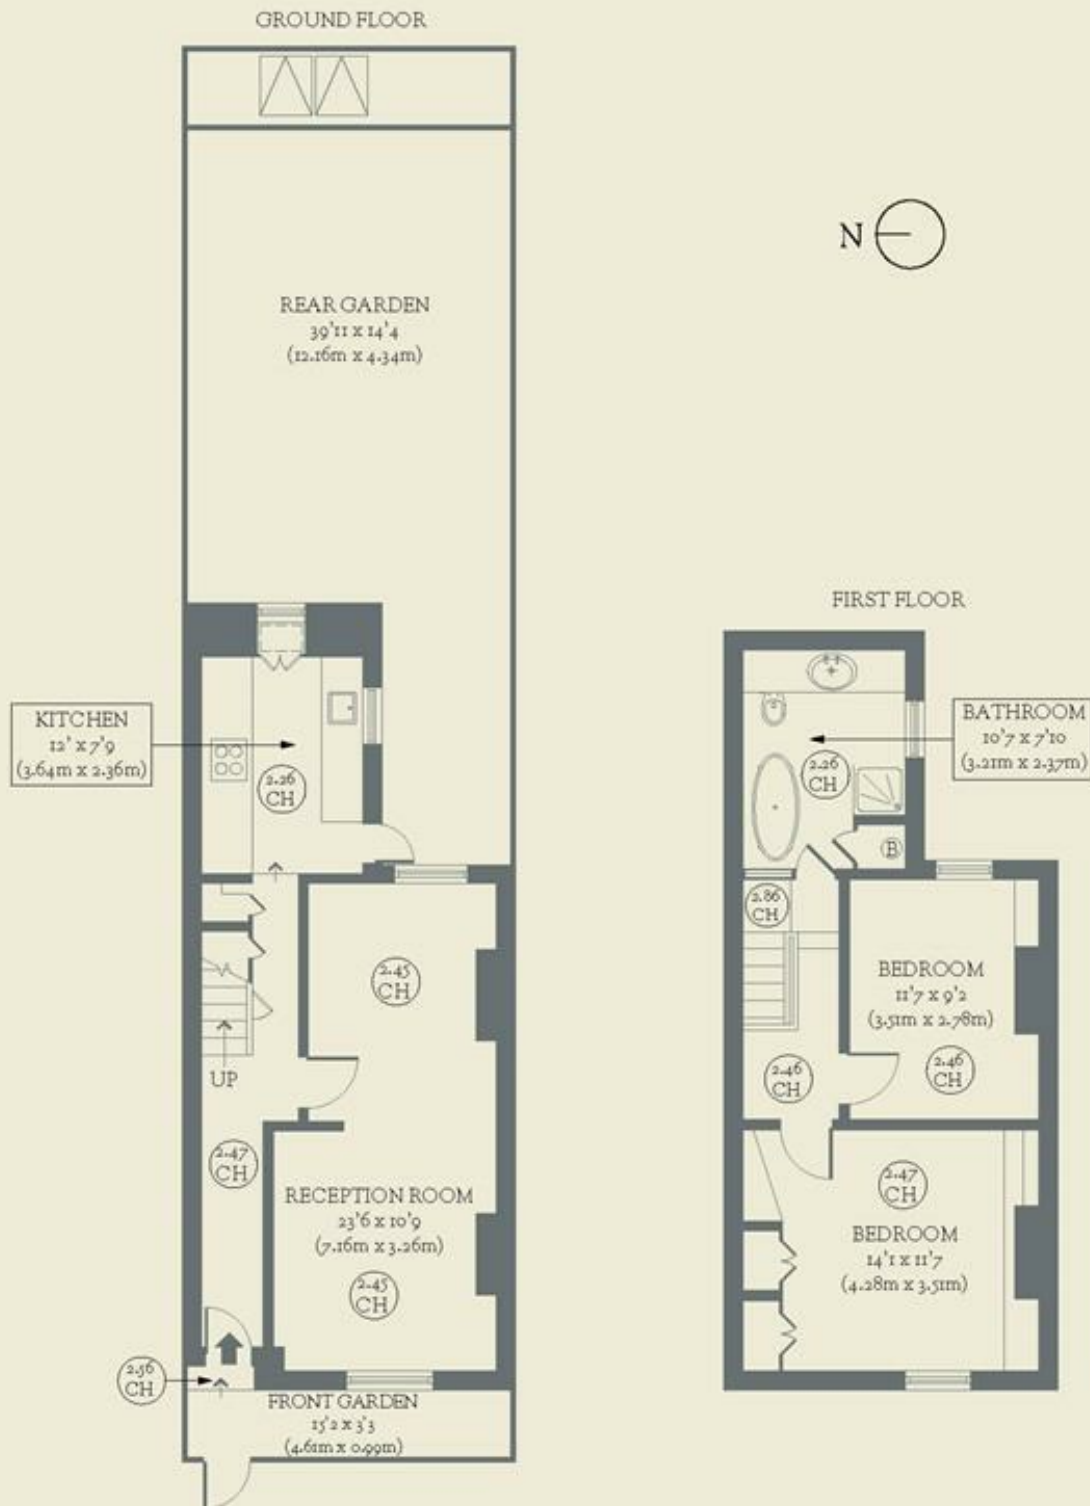 GROUND FLOOR
N
REAR GARDEN
39'11 x 14'4
(12.16m x 4.34m)
FIRST FLOOR
KITCHEN
12' x 7'9
(3.64m x 2.36m)
2.26
CH
BATHROOM
10'7 x 7'10
(3.21m x 2.37m)
2.26
CH
B
2.86
CH
2.45
CH
BEDROOM
11'7 x 9'2
(3.51m x 2.78m)
2.46
CH
2.46
CH
UP
2.47
CH
RECEPTION ROOM
23'6 x 10'9
(7.16m x 3.26m)
2.45
CH
2.47
CH
BEDROOM
14'1 x 11'7
(4.28m x 3.51m)
2.56
CH
FRONT GARDEN
15'2 x 3'3
(4.61m x 0.99m)